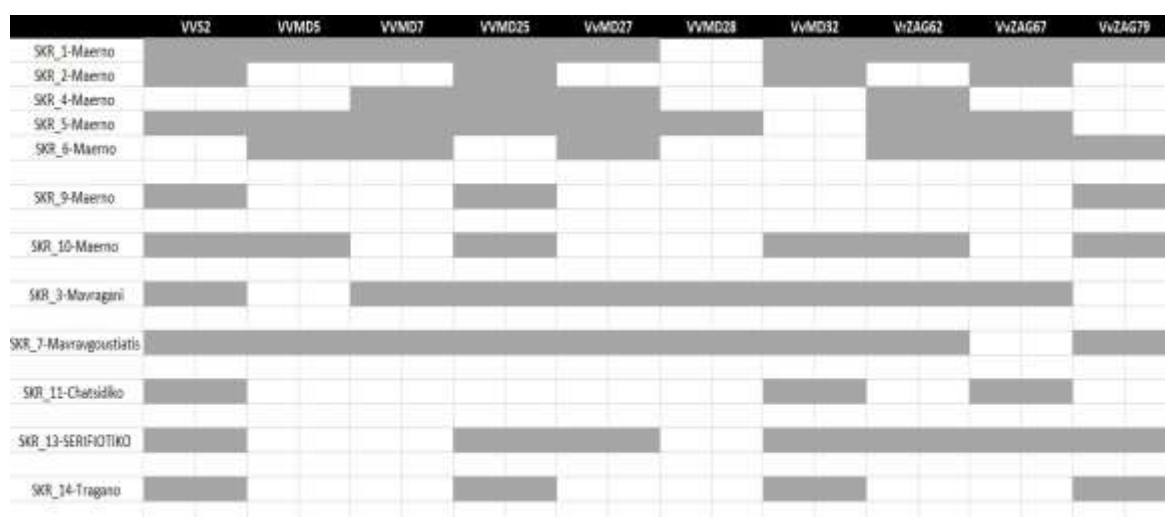 VVS2 VVMD5 VVMD7 VVMD25 VvMD27 VVMD28 VvMD32 VrZAG62 VvZAG67 VvZAG79
SKR_1-Maerno
SKR_2-Maerno
SKR_4-Maerno
SKR_5-Maerno
SKR_6-Maerno
SKR_9-Maerno
SKR_10-Maerno
SKR_3-Mavragani
SKR_7-Mavravgoustiatis
SKR_11-Chatsidiko
SKR_13-SERIFIOTIKO
SKR_14-Tragano